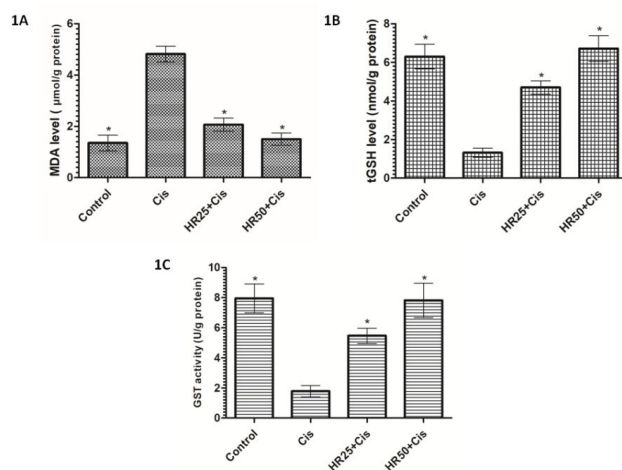 1A
MDA level ( µmol/g protein)
6
4
2
0
*
*
*
Control
Cis
HR25+Cis
HR50+Cis
1B
tGSH level (nmol/g protein)
8
6
4
2
0
*
*
*
Control
Cis
HR25+Cis
HR50+Cis
1C
GST activity (U/g protein)
10
8
6
4
2
0
*
*
*
Control
Cis
HR25+Cis
HR50+Cis